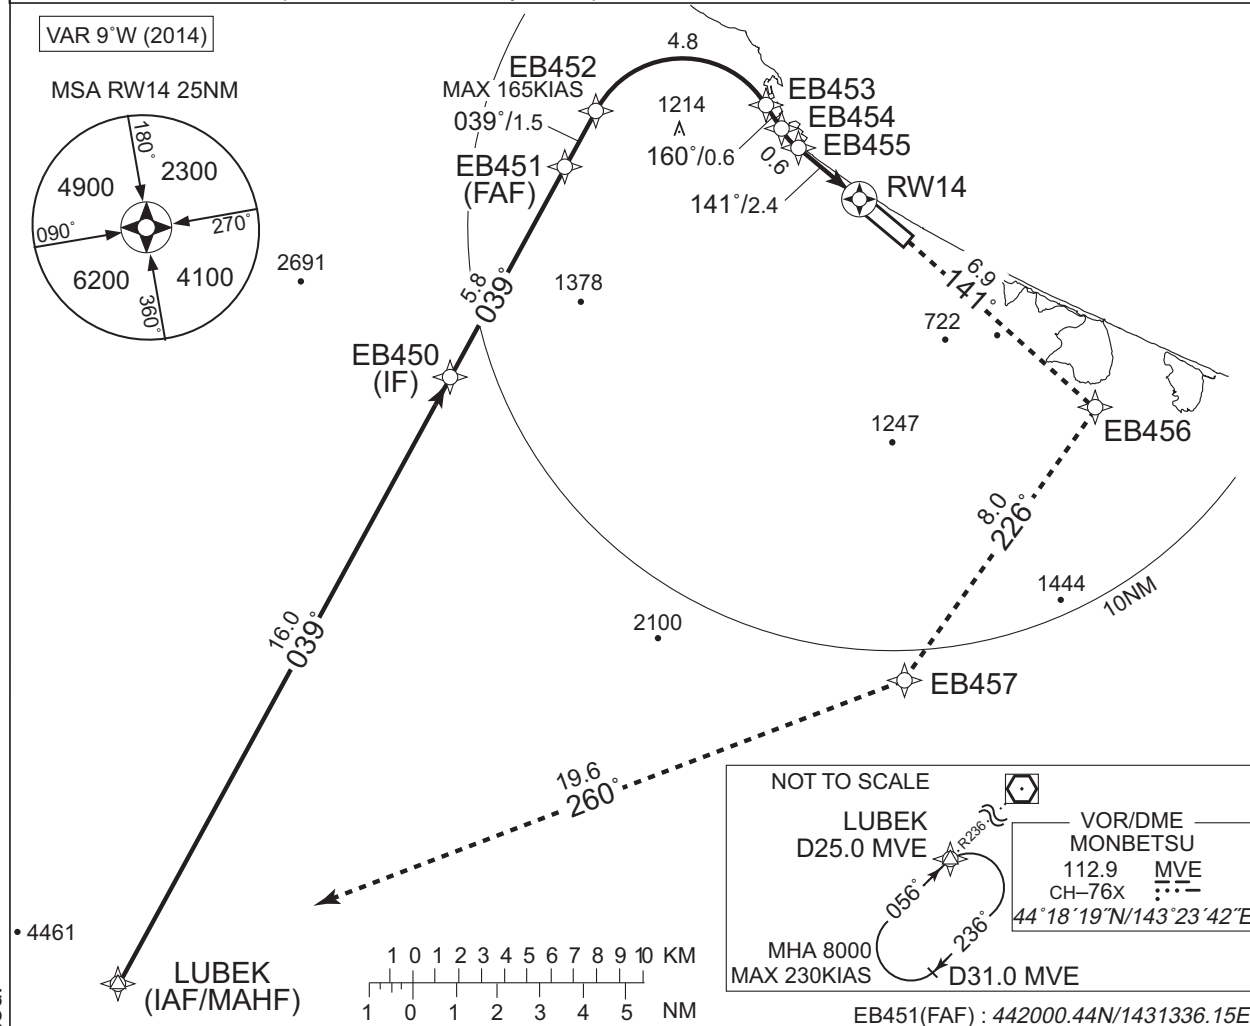 VAR 9°W (2014)
MSA RW14 25NM
180°
4900
2300
090°
270°
6200
4100
360°
2691
EB452
MAX 165KIAS
039°/1.5
EB451
(FAF)
4.8
1214
EB453
EB454
160°/0.6
EB455
0.6
141°/2.4
RW14
5.8
039°
1378
EB450
(IF)
6.9
141°
722
1247
EB456
8.0
226°
1444
10NM
16.0
039°
2100
EB457
19.6
260°
4461
LUBEK
(IAF/MAHF)
1 0 1 2 3 4 5 6 7 8 9 10 KM
1 0 1 2 3 4 5 NM
NOT TO SCALE
LUBEK
D25.0 MVE
R236
056°
236°
MHA 8000
MAX 230KIAS
D31.0 MVE
VOR/DME
MONBETSU
112.9 MVE
CH–76X
44°18´19˝N/143°23´42˝E
EB451(FAF) : 442000.44N/1431336.15E